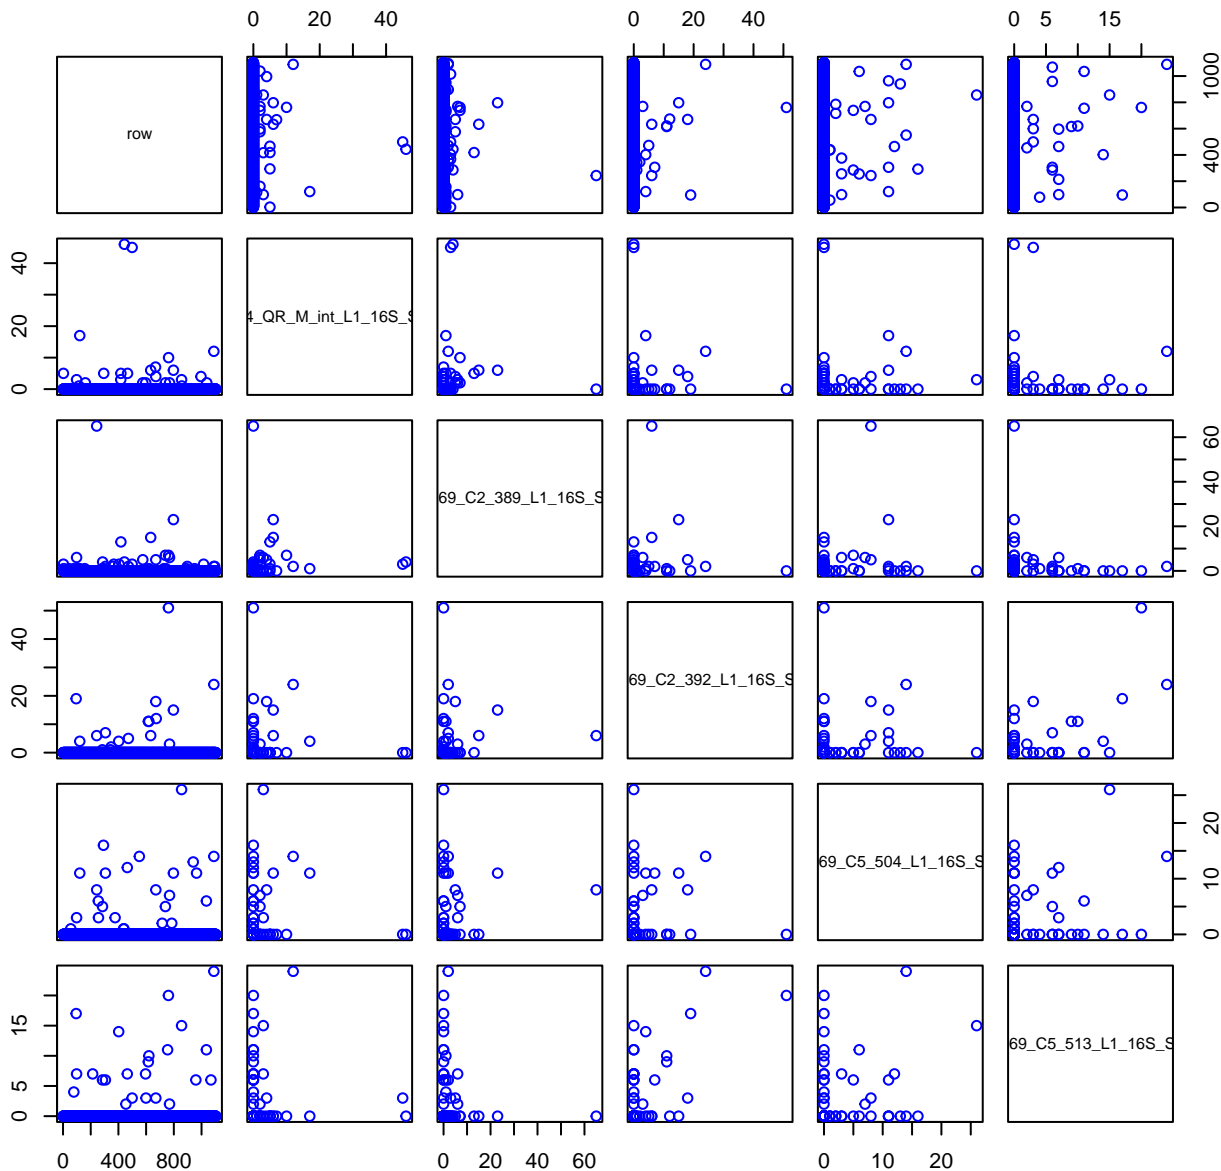 0 20 40 0 20 40 0 5 15
row
0 400 1000
0 20 40
4_QR_M_int_L1_16S_S
69_C2_389_L1_16S_S
0 20 40 60
0 20 40
69_C2_392_L1_16S_S
69_C5_504_L1_16S_S
0 10 20
0 5 15
69_C5_513_L1_16S_S
0 400 800 0 20 40 60 0 10 20